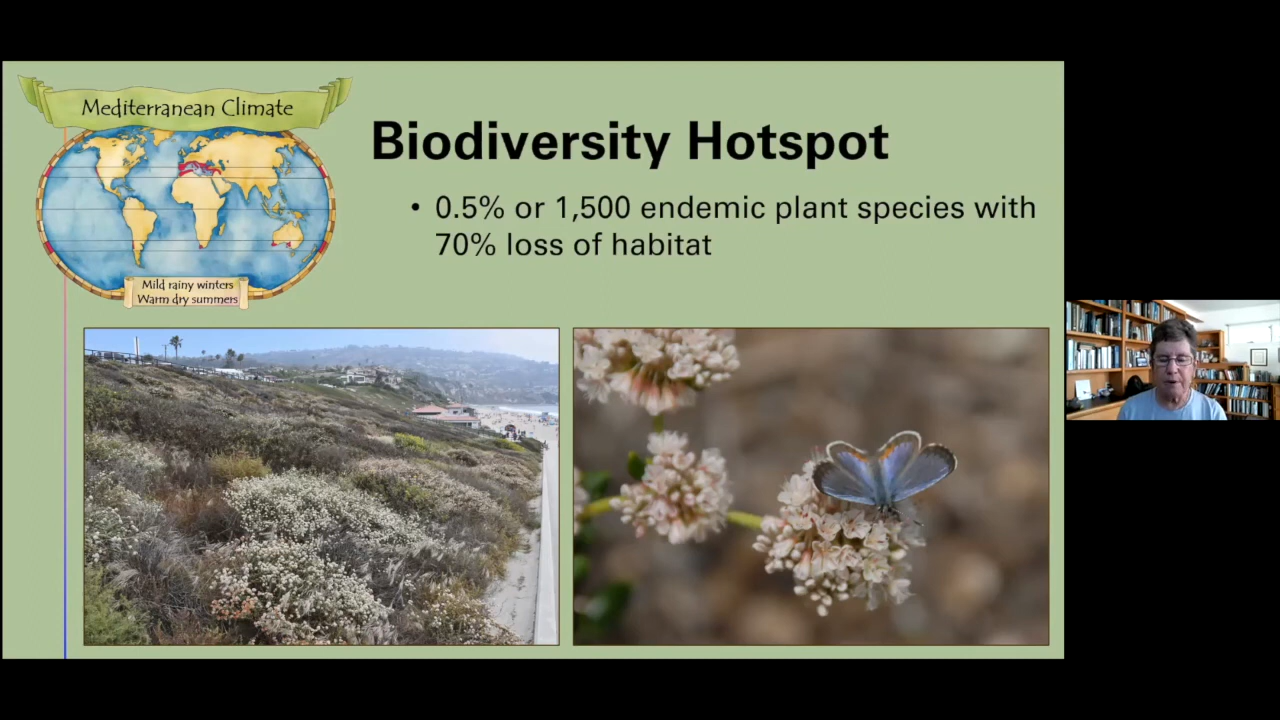 Mediterranean Climate
Mild rainy winters
Warm dry summers
Biodiversity Hotspot
• 0.5% or 1,500 endemic plant species with
70% loss of habitat